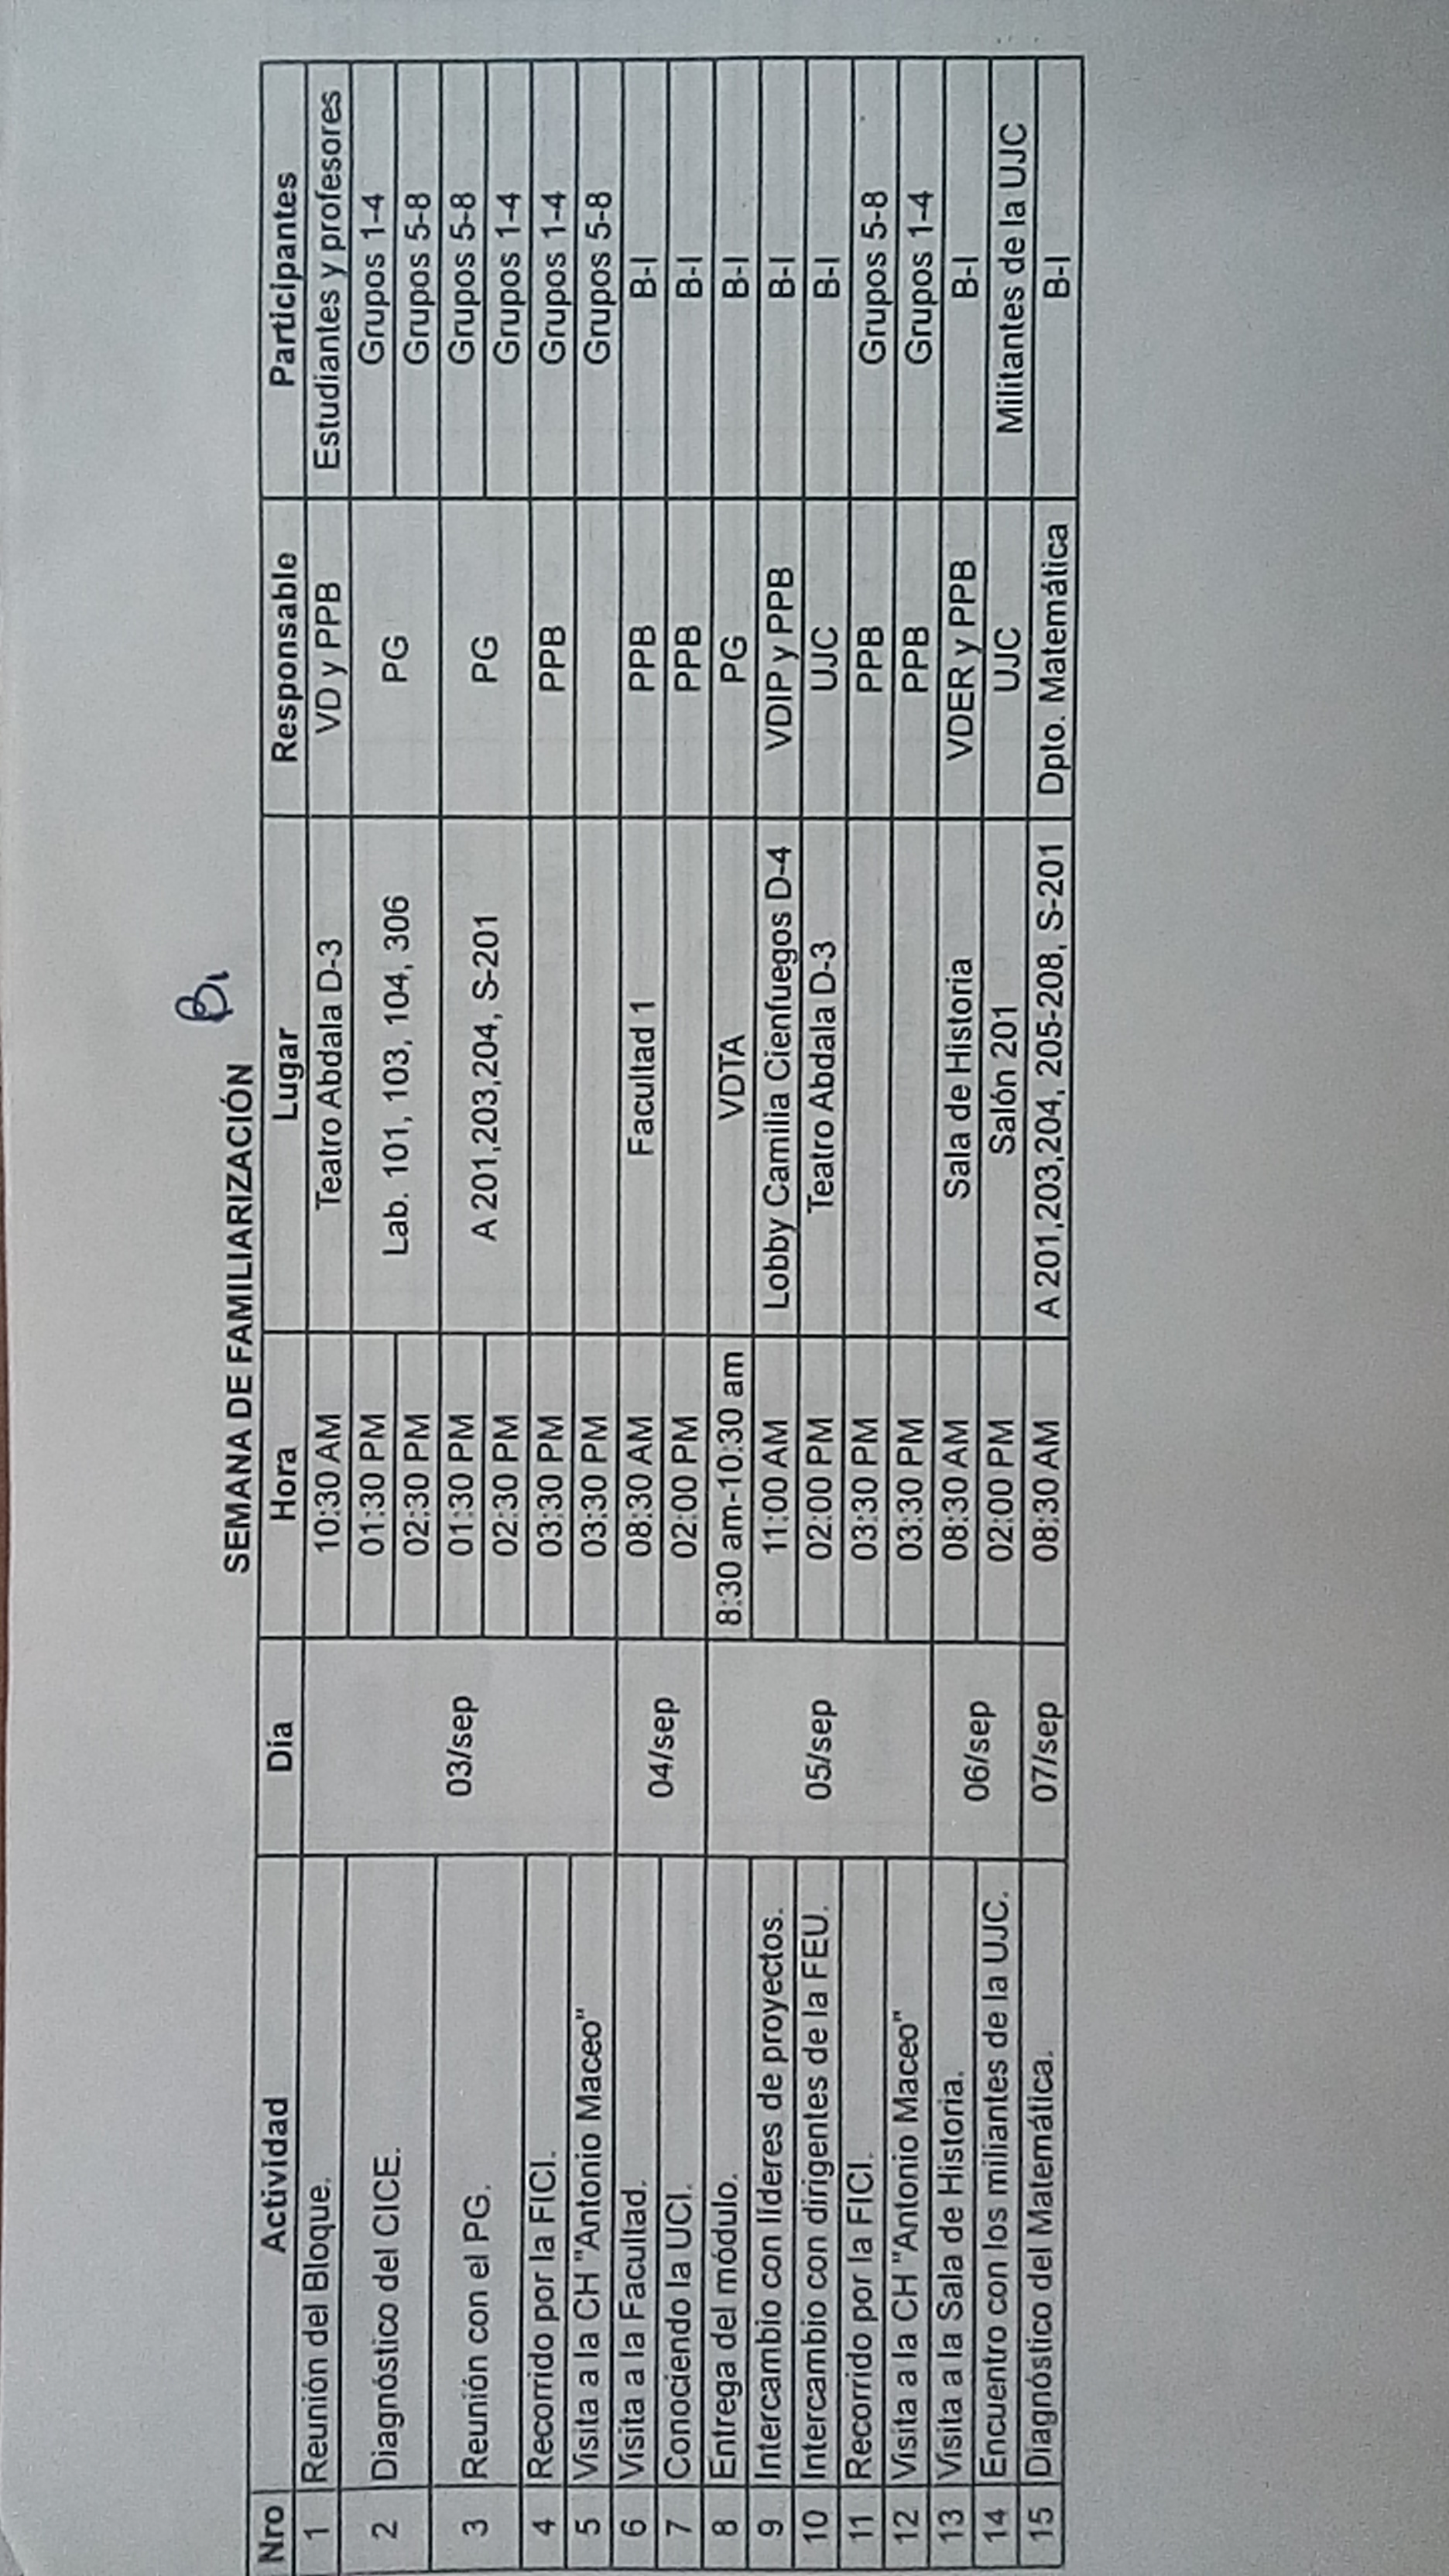 B1
SEMANA DE FAMILIARIZACIÓN
Nro Actividad Día Hora Lugar Responsable Participantes
1 Reunión del Bloque. 03/sep 10:30 AM Teatro Abdala D-3 VD y PPB Estudiantes y profesores
2 Diagnóstico del CICE. 01:30 PM Lab. 101, 103, 104, 306 PG Grupos 1-4
02:30 PM Grupos 5-8
3 Reunión con el PG. 01:30 PM A 201,203,204, S-201 PG Grupos 5-8
02:30 PM Grupos 1-4
4 Recorrido por la FICI. 03:30 PM PPB Grupos 1-4
5 Visita a la CH "Antonio Maceo" 03:30 PM Grupos 5-8
6 Visita a la Facultad. 04/sep 08:30 AM Facultad 1 PPB B-I
7 Conociendo la UCI. 02:00 PM PPB B-I
8 Entrega del módulo. 05/sep 8:30 am-10:30 am VDTA PG B-I
9 Intercambio con líderes de proyectos. 11:00 AM Lobby Camilia Cienfuegos D-4 VDIP y PPB B-I
10 Intercambio con dirigentes de la FEU. 02:00 PM Teatro Abdala D-3 UJC B-I
11 Recorrido por la FICI. 03:30 PM PPB Grupos 5-8
12 Visita a la CH "Antonio Maceo" 03:30 PM PPB Grupos 1-4
13 Visita a la Sala de Historia. 06/sep 08:30 AM Sala de Historia VDER y PPB B-I
14 Encuentro con los miliantes de la UJC. 02:00 PM Salón 201 UJC Militantes de la UJC
15 Diagnóstico del Matemática. 07/sep 08:30 AM A 201,203,204, 205-208, S-201 Dpto. Matemática B-I